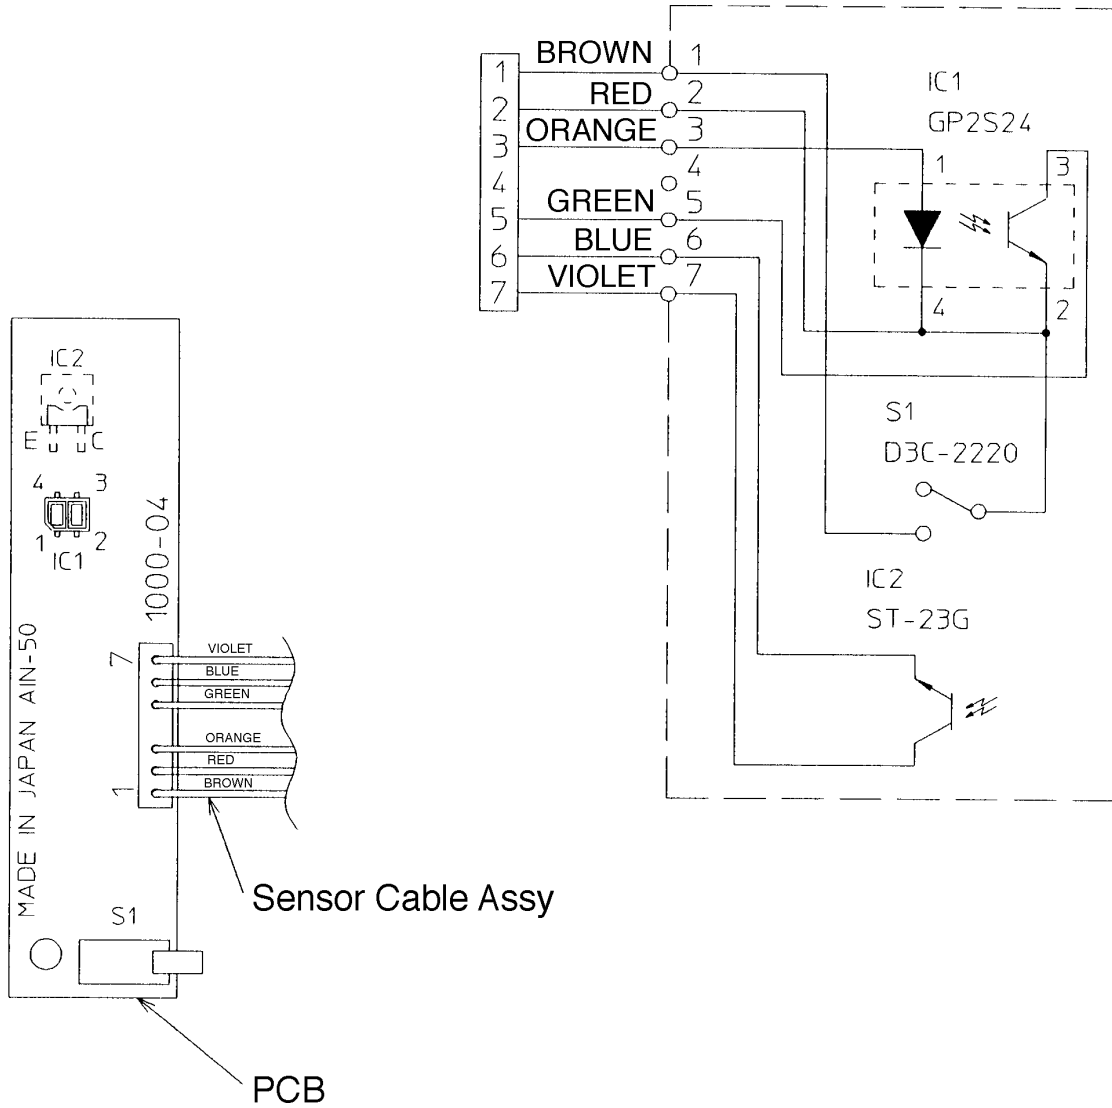 BROWN 1
1
RED 2
2
ORANGE 3
3
4
4
GREEN 5
5
BLUE 6
6
VIOLET 7
7
IC1
GP2S24
1
3
4
2
S1
D3C-2220
IC2
ST-23G
IC2
E C
4 3
1 2
IC1
1000-04
MADE IN JAPAN AIN-50
7
1
VIOLET
BLUE
GREEN
ORANGE
RED
BROWN
Sensor Cable Assy
S1
PCB